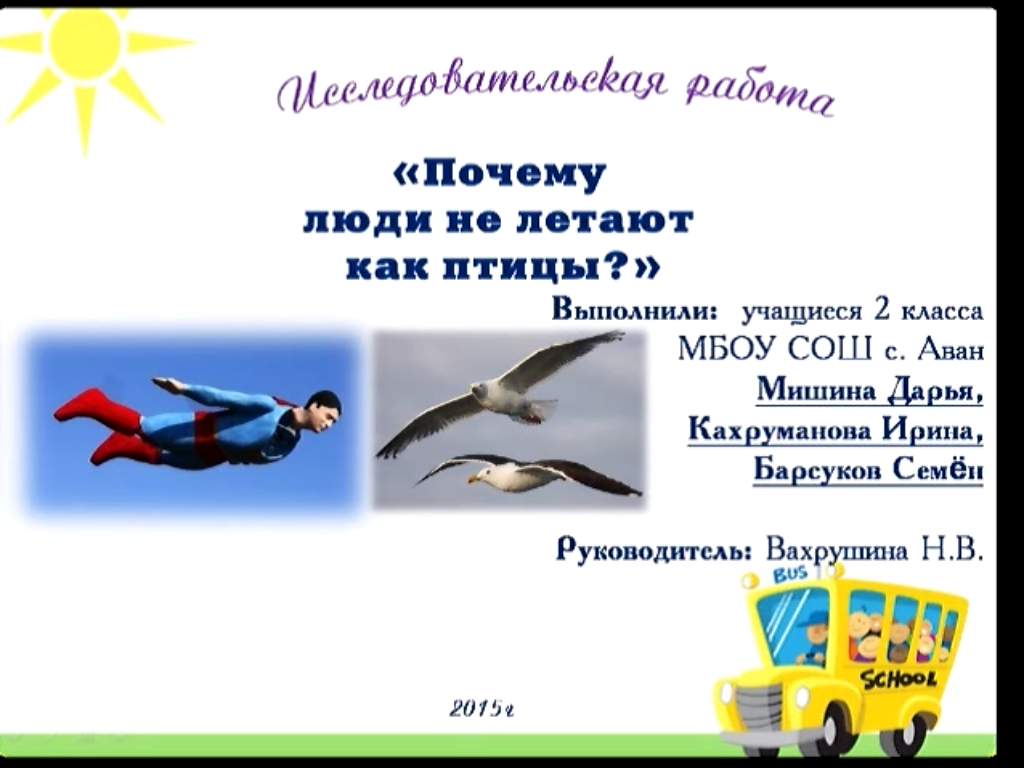 Исследовательская работа
«Почему
люди не летают
как птицы?»
Выполнили: учащиеся 2 класса
МБОУ СОШ с. Аван
Мишина Дарья,
Кахруманова Ирина,
Барсуков Семён
Руководитель: Вахрушина Н.В.
BUS 10
SCHOOL
2015г